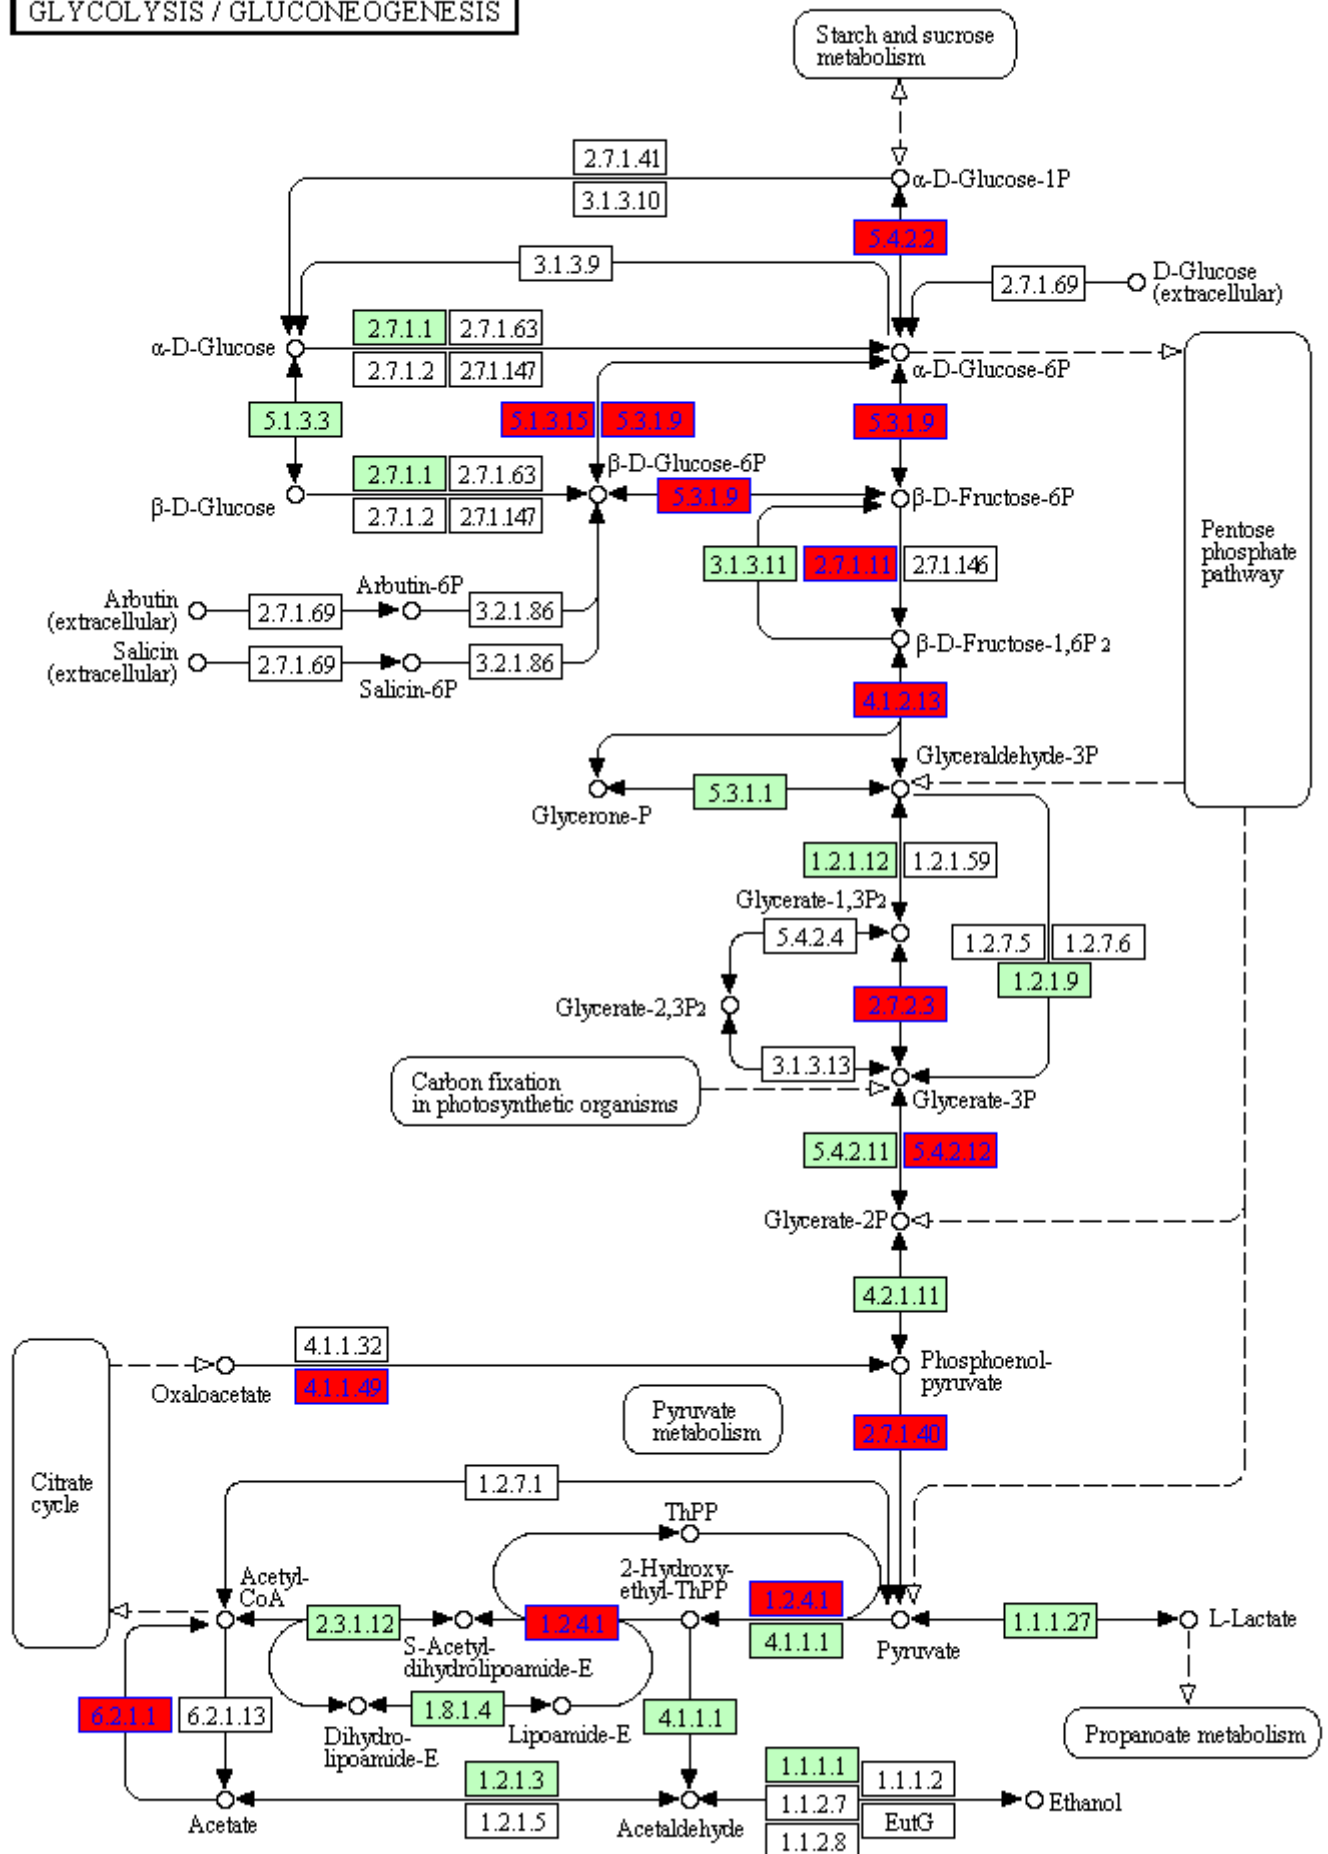 GLYCOLYSIS / GLUCONEOGENESIS
Starch and sucrose
metabolism
2.7.1.41
α-D-Glucose-1P
3.1.3.10
5.4.2.2
3.1.3.9
D-Glucose
(extracellular)
2.7.1.69
2.7.1.1
2.7.1.63
α-D-Glucose
2.7.1.2
2.7.1.147
α-D-Glucose-6P
5.1.3.3
5.1.3.15
5.3.1.9
5.3.1.9
2.7.1.1
2.7.1.63
β-D-Glucose-6P
β-D-Glucose
5.3.1.9
β-D-Fructose-6P
2.7.1.2
2.7.1.147
Pentose
phosphate
pathway
3.1.3.11
2.7.1.11
2.7.1.146
Arbutin
(extracellular)
2.7.1.69
Arbutin-6P
3.2.1.86
β-D-Fructose-1,6P2
Salicin
(extracellular)
2.7.1.69
Salicin-6P
3.2.1.86
4.1.2.13
Glyceraldehyde-3P
5.3.1.1
Glycerone-P
1.2.1.12
1.2.1.59
Glycerate-1,3P2
5.4.2.4
1.2.7.5
1.2.7.6
1.2.1.9
Glycerate-2,3P2
2.7.2.3
3.1.3.13
Carbon fixation
in photosynthetic organisms
Glycerate-3P
5.4.2.11
5.4.2.12
Glycerate-2P
4.2.1.11
4.1.1.32
Oxaloacetate
4.1.1.49
Phosphoenol-
pyruvate
Pyruvate
metabolism
2.7.1.40
Citrate
cycle
1.2.7.1
ThPP
Acetyl-
CoA
2-Hydroxy-
ethyl-ThPP
1.2.4.1
2.3.1.12
1.2.4.1
4.1.1.1
Pyruvate
1.1.1.27
L-Lactate
S-Acetyl-
dihydrolipoamide-E
6.2.1.1
6.2.1.13
1.8.1.4
4.1.1.1
Dihydro-
lipoamide-E
Lipoamide-E
Propanoate metabolism
1.2.1.3
1.1.1.1
1.1.1.2
Acetate
1.2.1.5
Acetaldehyde
1.1.2.7
EutG
Ethanol
1.1.2.8